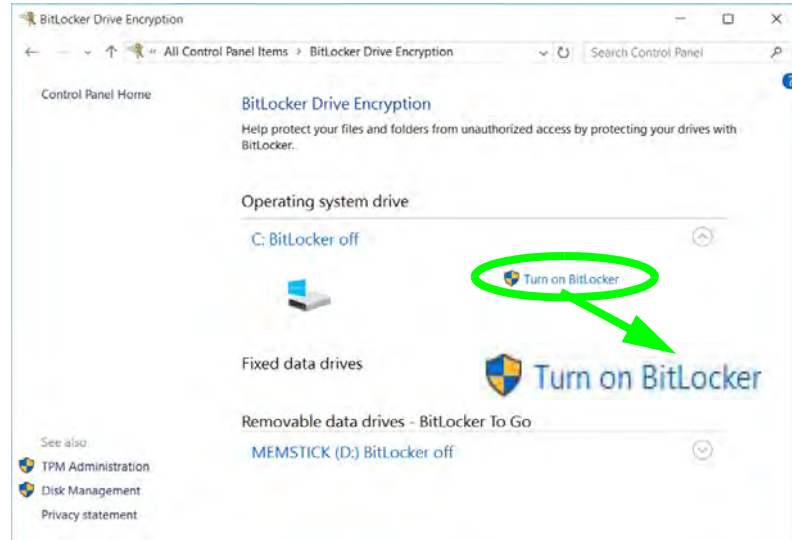 BitLocker Drive Encryption
« All Control Panel Items > BitLocker Drive Encryption
Search Control Panel
Control Panel Home
BitLocker Drive Encryption
Help protect your files and folders from unauthorized access by protecting your drives with
BitLocker.
Operating system drive
C: BitLocker off
Turn on BitLocker
Fixed data drives
Turn on BitLocker
Removable data drives - BitLocker To Go
MEMSTICK (D:) BitLocker off
See also
TPM Administration
Disk Management
Privacy statement